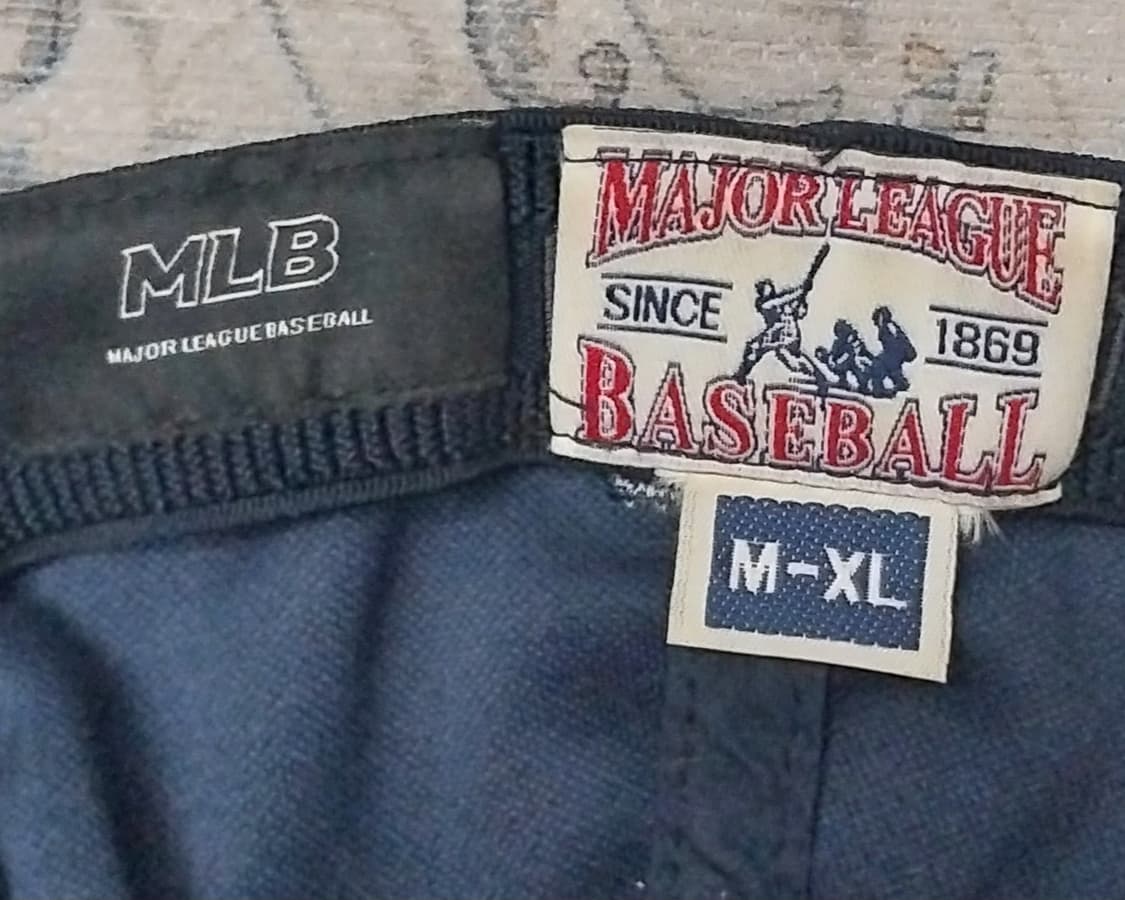 MLB
MAJOR LEAGUE BASEBALL
MAJOR LEAGUE
SINCE 1869
BASEBALL
M-XL